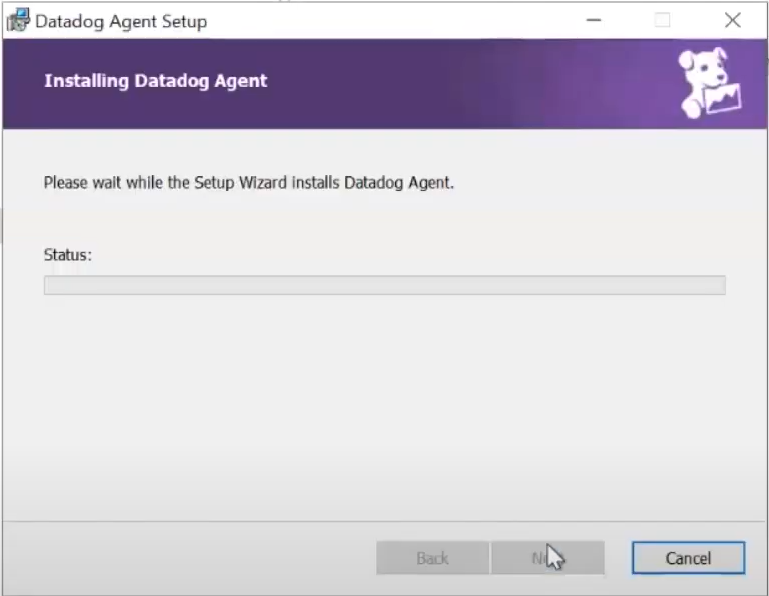 Datadog Agent Setup
Installing Datadog Agent
Please wait while the Setup Wizard installs Datadog Agent.
Status:
Back
Cancel